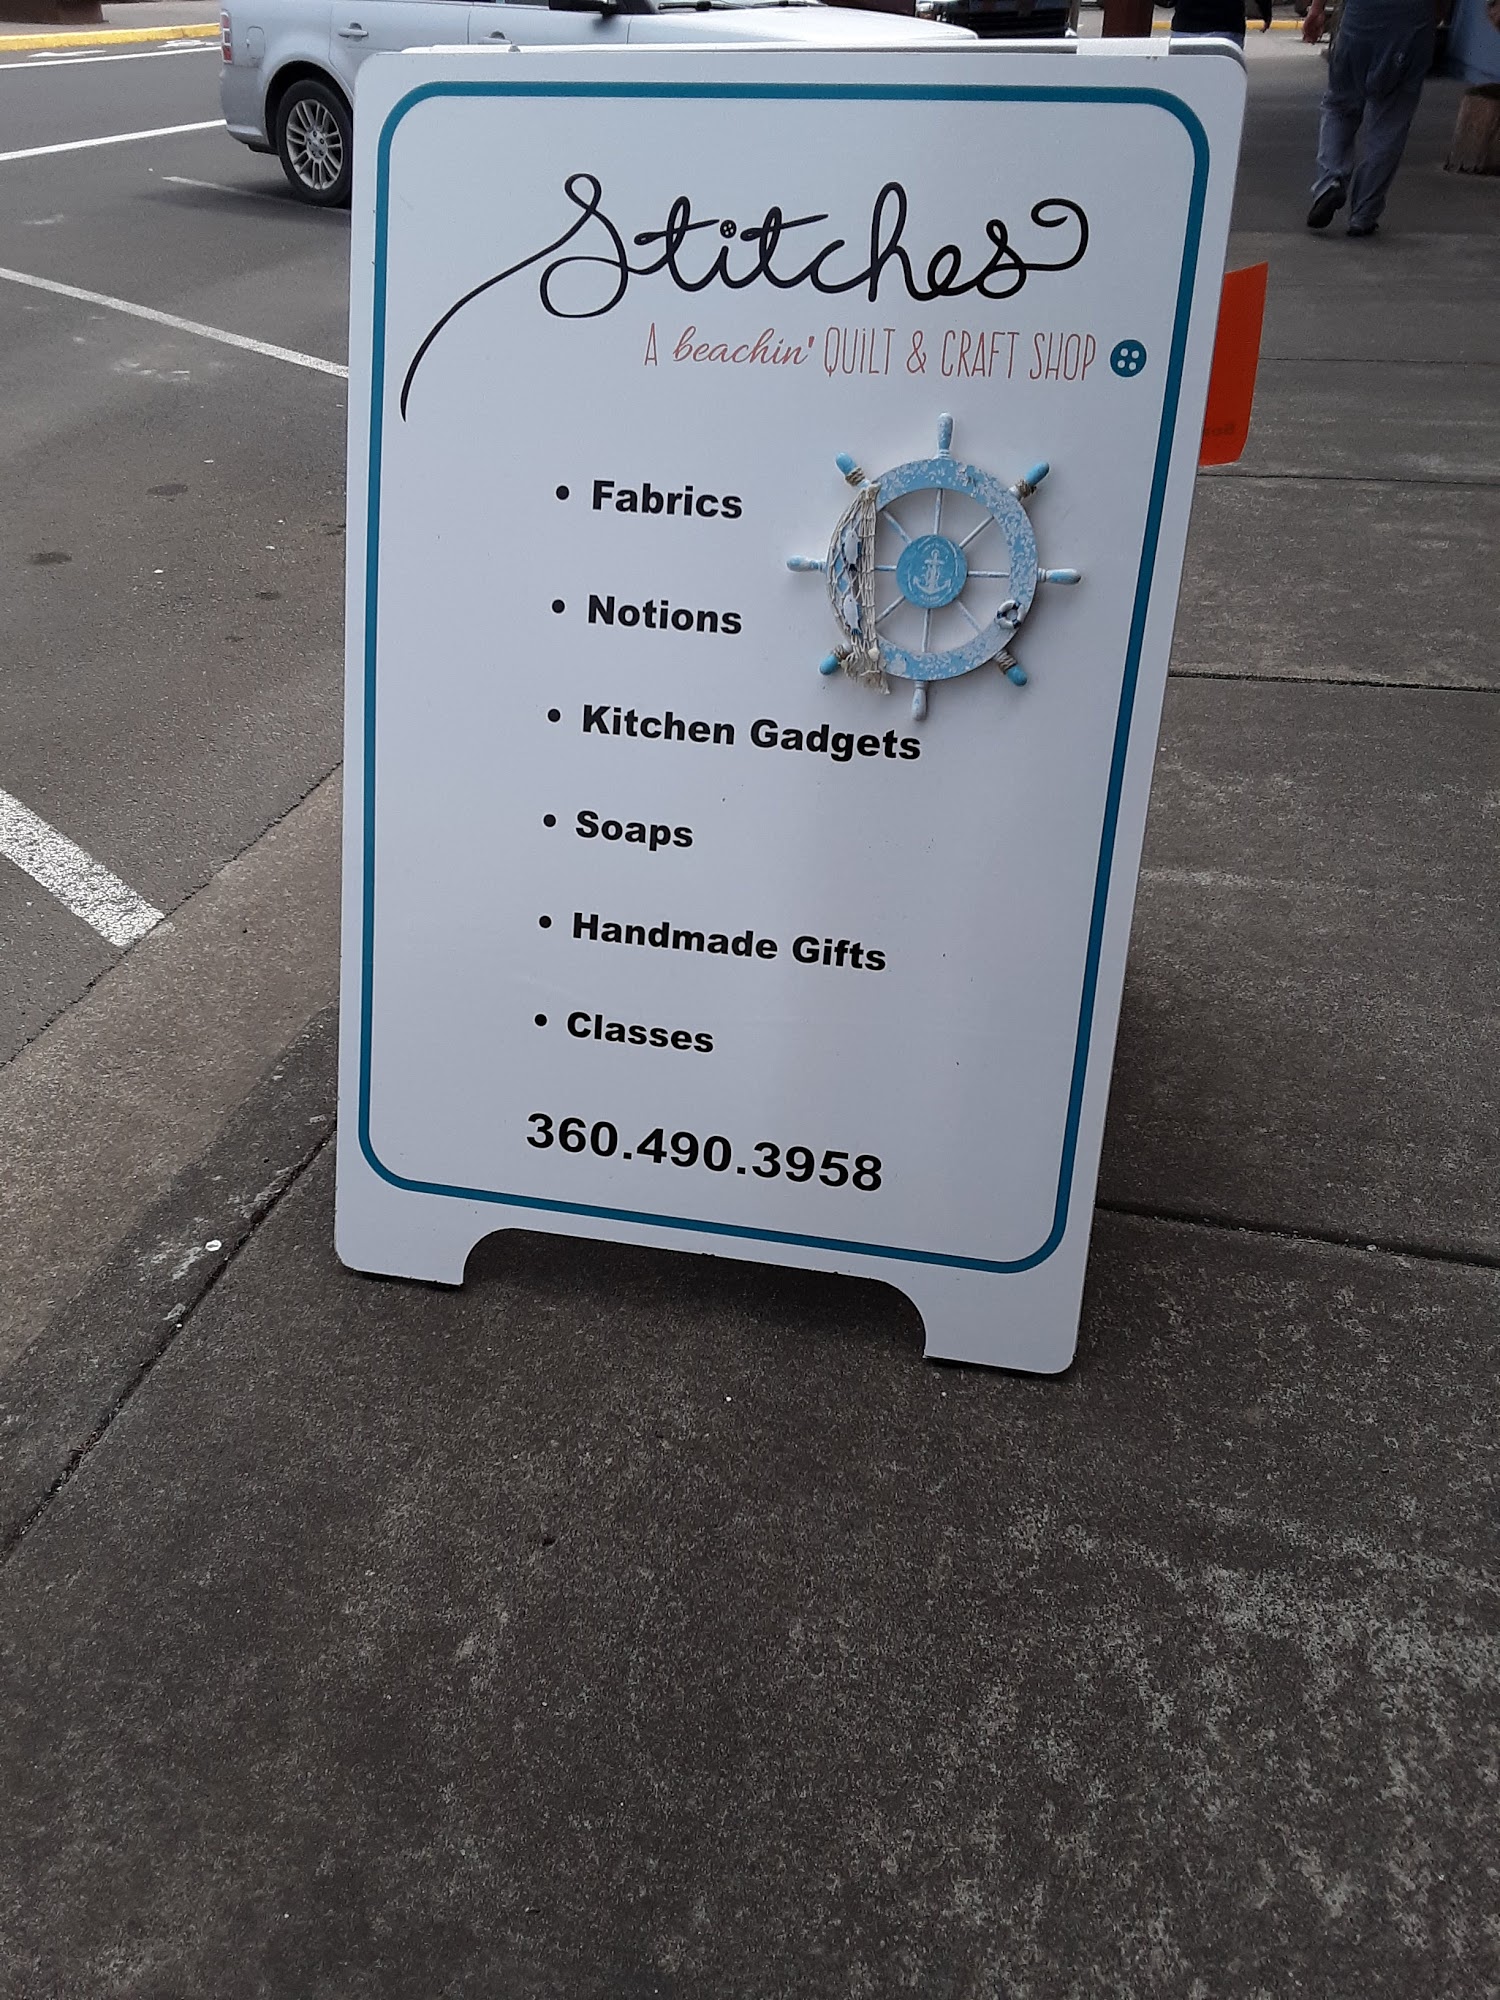 Stitches
A beachin' QUILT & CRAFT SHOP
• Fabrics
• Notions
• Kitchen Gadgets
• Soaps
• Handmade Gifts
• Classes
360.490.3958